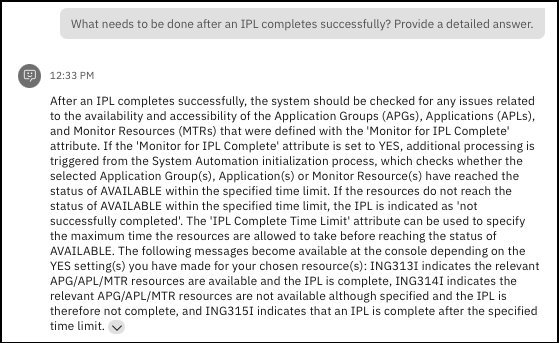 What needs to be done after an IPL completes successfully? Provide a detailed answer.
12:33 PM
After an IPL completes successfully, the system should be checked for any issues related
to the availability and accessibility of the Application Groups (APGs), Applications (APLs),
and Monitor Resources (MTRs) that were defined with the 'Monitor for IPL Complete'
attribute. If the 'Monitor for IPL Complete' attribute is set to YES, additional processing is
triggered from the System Automation initialization process, which checks whether the
selected Application Group(s), Application(s) or Monitor Resource(s) have reached the
status of AVAILABLE within the specified time limit. If the resources do not reach the
status of AVAILABLE within the specified time limit, the IPL is indicated as 'not
successfully completed'. The 'IPL Complete Time Limit' attribute can be used to specify
the maximum time the resources are allowed to take before reaching the status of
AVAILABLE. The following messages become available at the console depending on the
YES setting(s) you have made for your chosen resource(s): ING313I indicates the relevant
APG/APL/MTR resources are available and the IPL is complete, ING314I indicates the
relevant APG/APL/MTR resources are not available although specified and the IPL is
therefore not complete, and ING315I indicates that an IPL is complete after the specified
time limit.